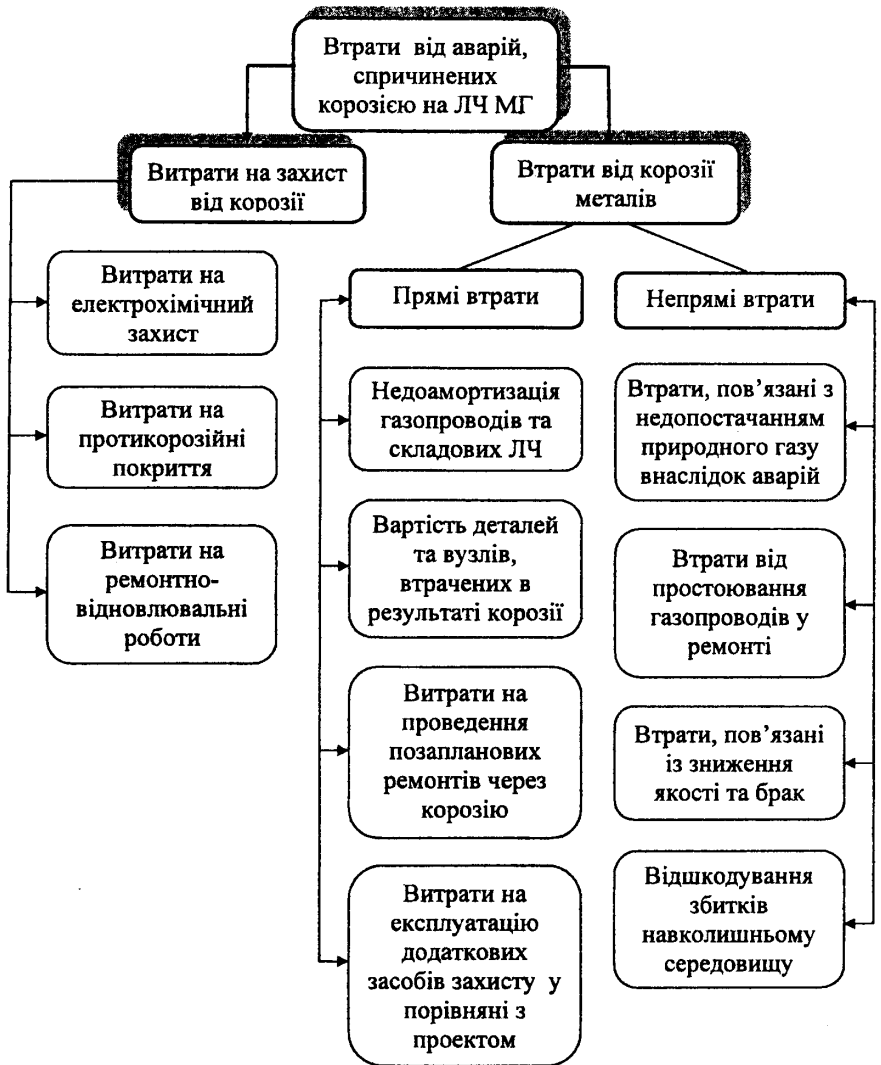 Втрати від аварій,
спричинених
корозією на ЛЧ МГ
Витрати на захист
від корозії
Втрати від корозії
металів
Витрати на
електрохімічний
захист
Витрати на
протикорозійні
покриття
Витрати на
ремонтно-
відновлювальні
роботи
Прямі втрати
Недоамортизація
газопроводів та
складових ЛЧ
Вартість деталей
та вузлів,
втрачених в
результаті корозії
Витрати на
проведення
позапланових
ремонтів через
корозію
Витрати на
експлуатацію
додаткових
засобів захисту у
порівняні з
проектом
Непрямі втрати
Втрати, пов’язані з
недопостачанням
природного газу
внаслідок аварій
Втрати від
простоювання
газопроводів у
ремонті
Втрати, пов’язані
із зниження
якості та брак
Відшкодування
збитків
навколишньому
середовищу